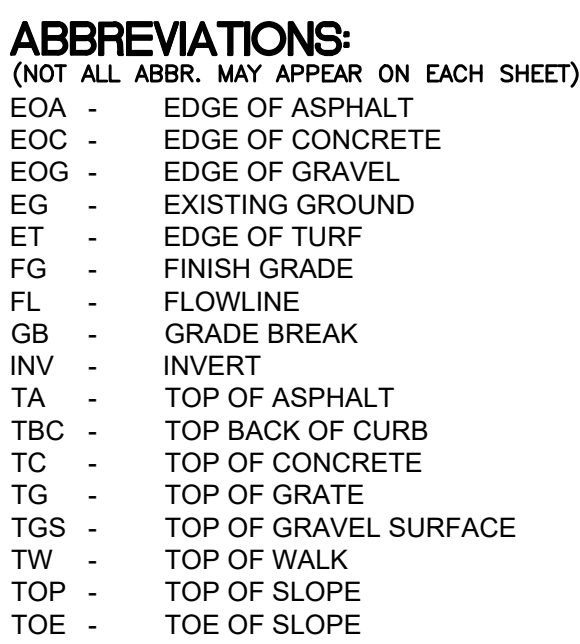 ABBREVIATIONS:
(NOT ALL ABBR. MAY APPEAR ON EACH SHEET)
EOA - EDGE OF ASPHALT
EOC - EDGE OF CONCRETE
EOG - EDGE OF GRAVEL
EG - EXISTING GROUND
ET - EDGE OF TURF
FG - FINISH GRADE
FL - FLOWLINE
GB - GRADE BREAK
INV - INVERT
TA - TOP OF ASPHALT
TBC - TOP BACK OF CURB
TC - TOP OF CONCRETE
TG - TOP OF GRATE
TGS - TOP OF GRAVEL SURFACE
TW - TOP OF WALK
TOP - TOP OF SLOPE
TOE - TOE OF SLOPE